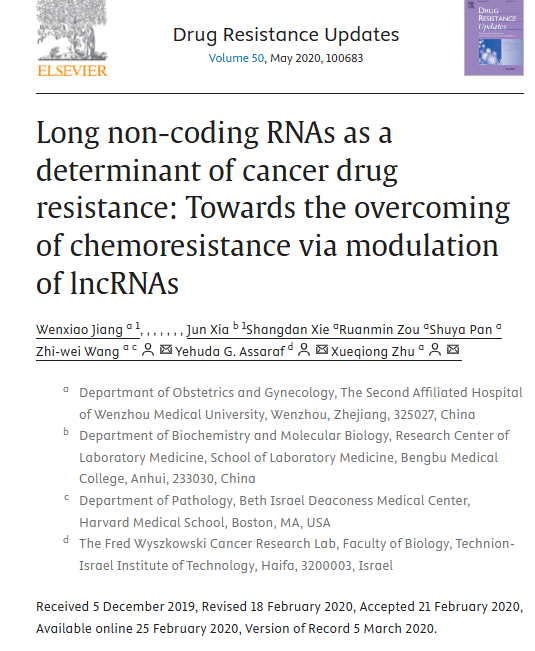 ELSEVIER
Drug Resistance Updates
Volume 50, May 2020, 100683
DRUG
RESISTANCE
Updates
Long non-coding RNAs as a
determinant of cancer drug
resistance: Towards the overcoming
of chemoresistance via modulation
of lncRNAs
Wenxiao Jiang a 1, , , , , , , Jun Xia b 1Shangdan Xie aRuanmin Zou aShuya Pan a
Zhi-wei Wang a c Yehuda G. Assaraf d Xueqiong Zhu a
a Departmant of Obstetrics and Gynecology, The Second Affiliated Hospital
of Wenzhou Medical University, Wenzhou, Zhejiang, 325027, China
b Department of Biochemistry and Molecular Biology, Research Center of
Laboratory Medicine, School of Laboratory Medicine, Bengbu Medical
College, Anhui, 233030, China
c Department of Pathology, Beth Israel Deaconess Medical Center,
Harvard Medical School, Boston, MA, USA
d The Fred Wyszkowski Cancer Research Lab, Faculty of Biology, Technion-
Israel Institute of Technology, Haifa, 3200003, Israel
Received 5 December 2019, Revised 18 February 2020, Accepted 21 February 2020,
Available online 25 February 2020, Version of Record 5 March 2020.